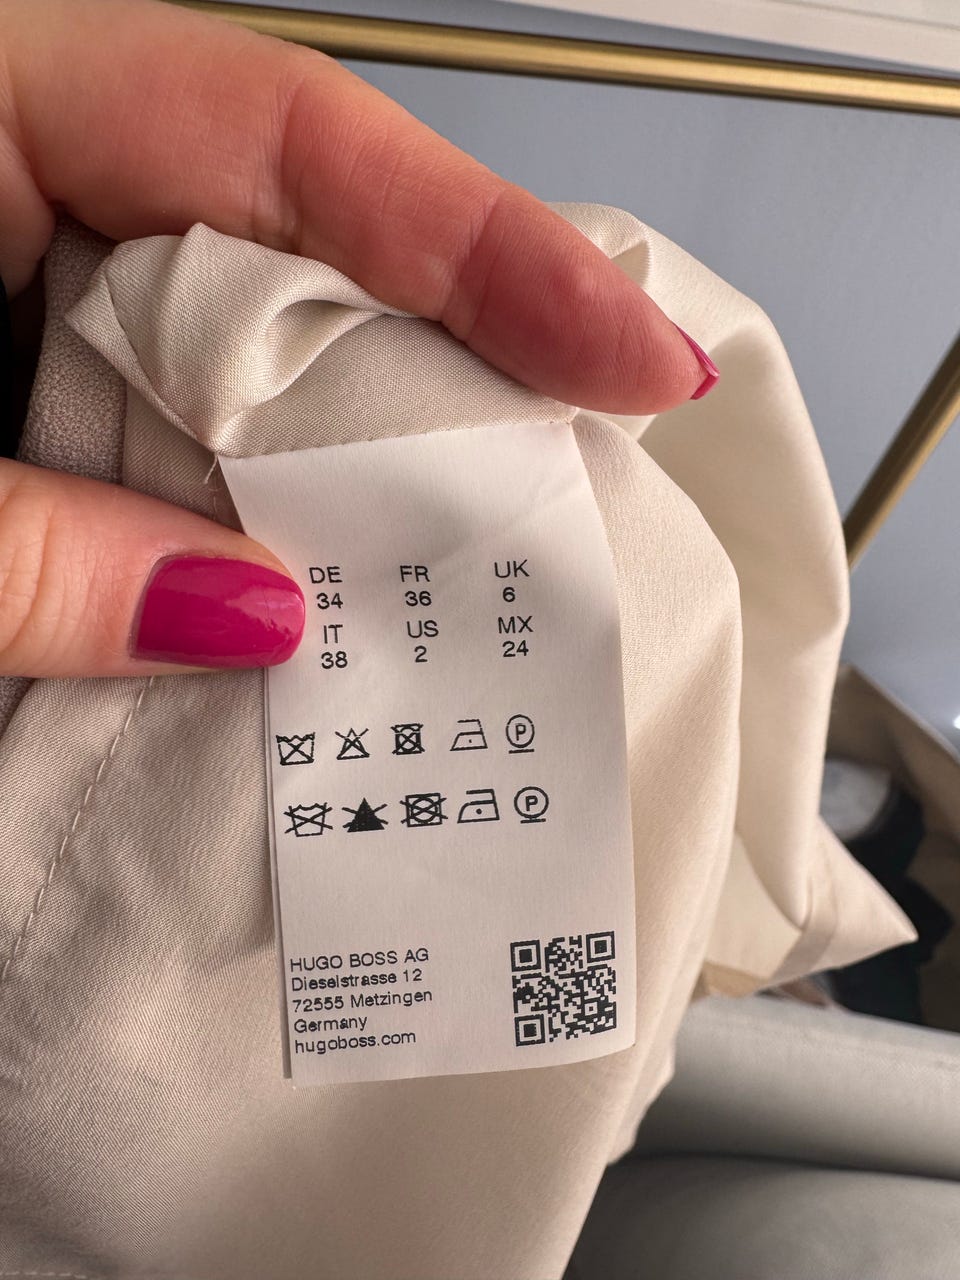 DE FR UK
34 36 6
IT US MX
38 2 24
P
P
HUGO BOSS AG
Dieselstrasse 12
72555 Metzingen
Germany
hugoboss.com